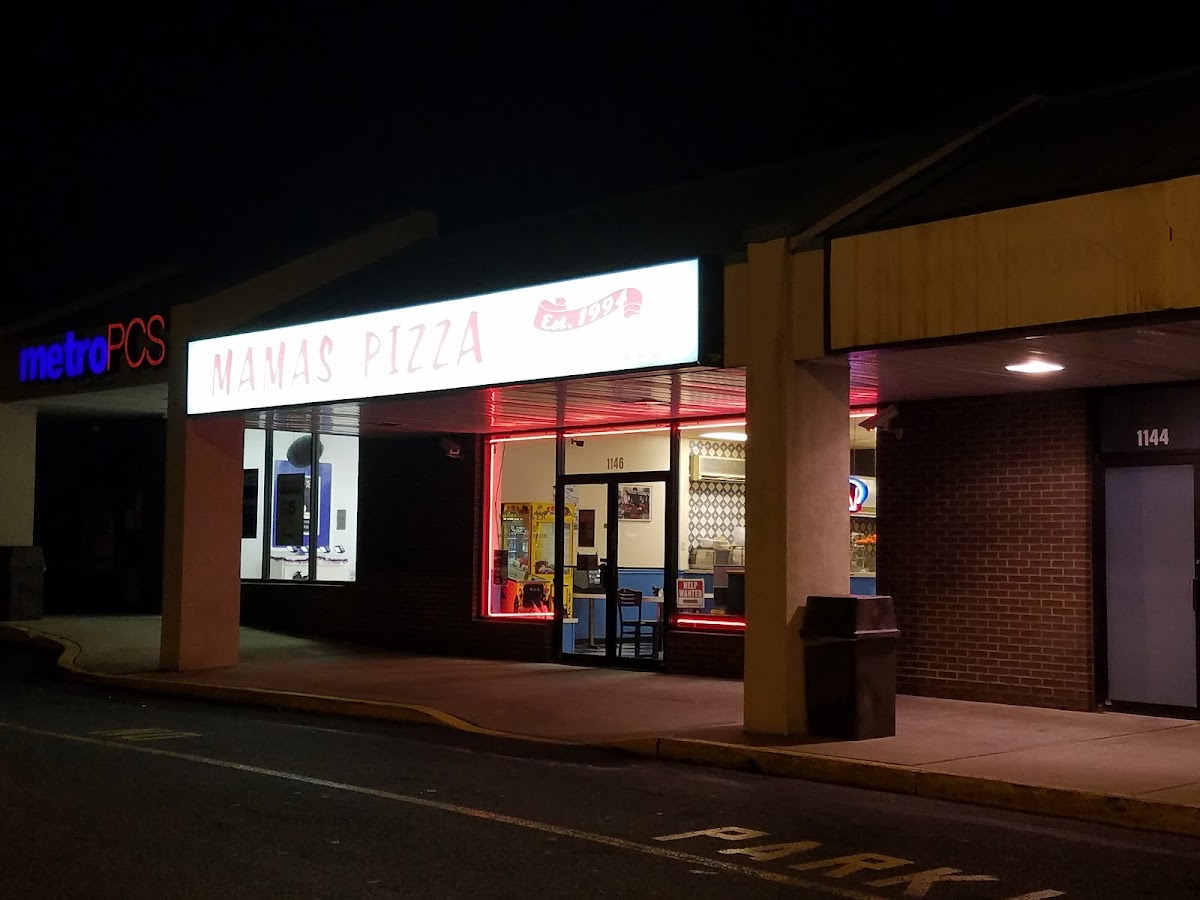 metroPCS
MAMAS PIZZA
Est. 1994
1146
HELP
WANTED
1144
PARK